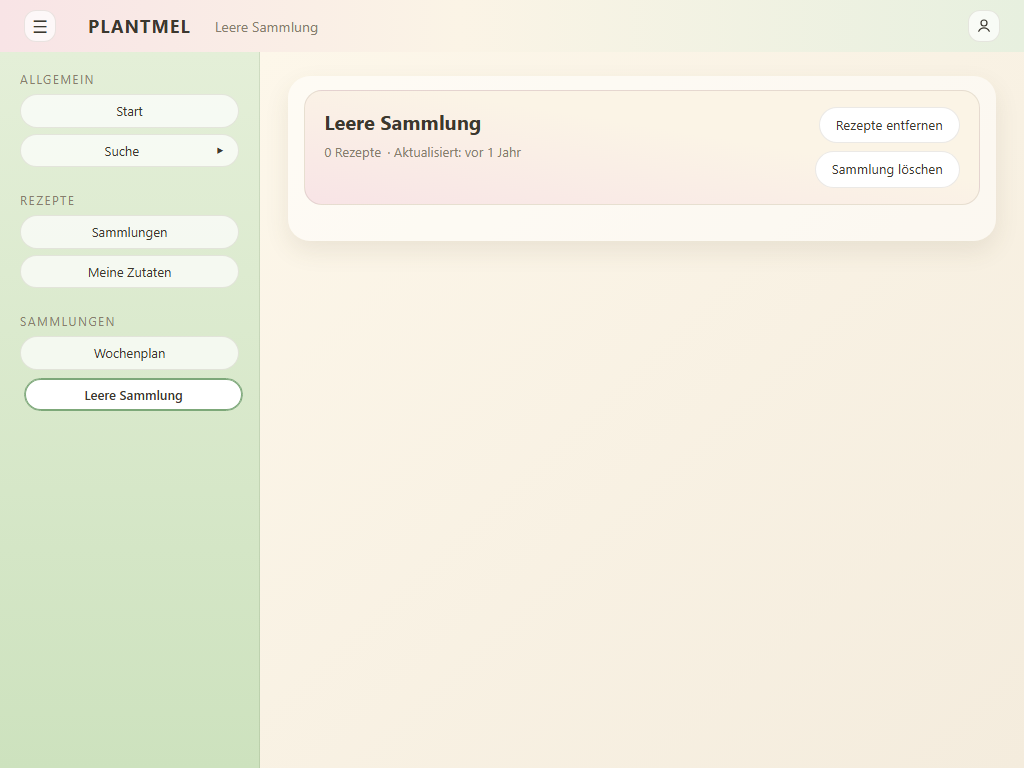 PLANTMEL
Leere Sammlung
ALLGEMEIN
Start
Suche
REZEPTE
Sammlungen
Meine Zutaten
SAMMLUNGEN
Wochenplan
Leere Sammlung
Leere Sammlung
0 Rezepte · Aktualisiert: vor 1 Jahr
Rezepte entfernen
Sammlung löschen